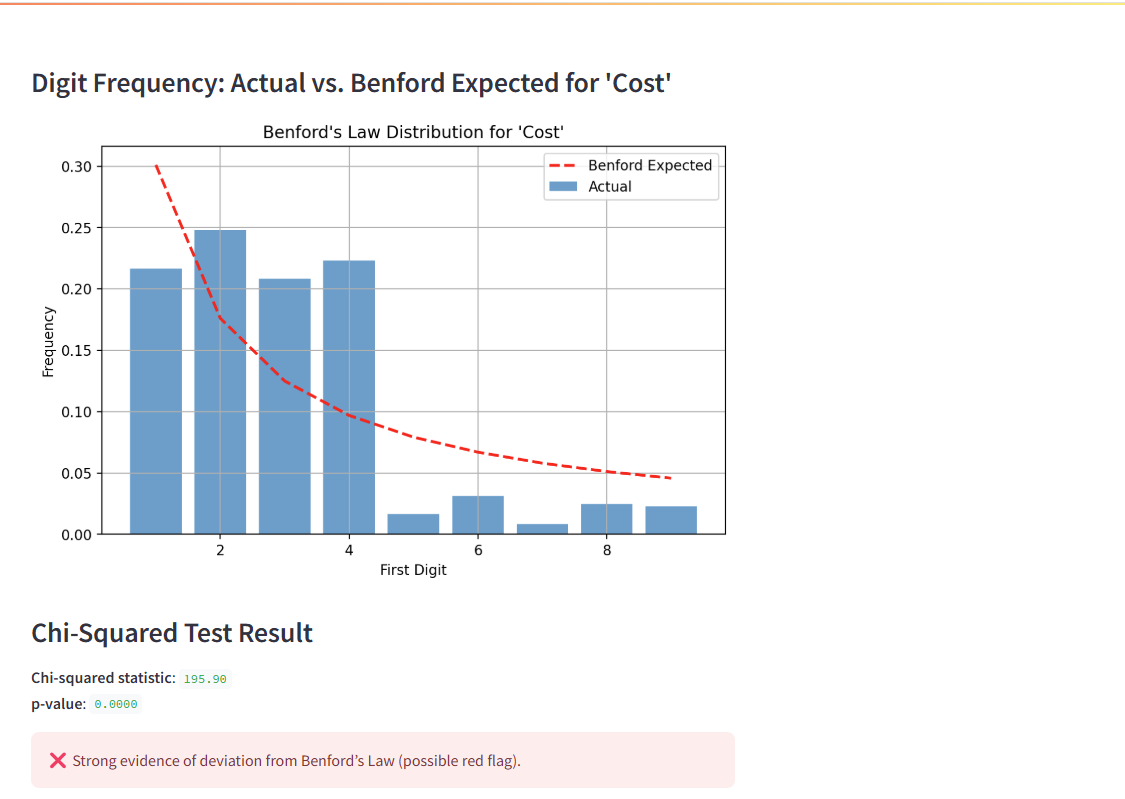 Digit Frequency: Actual vs. Benford Expected for 'Cost'
Benford's Law Distribution for 'Cost'
Benford Expected
Actual
0.30
0.25
0.20
0.15
0.10
0.05
0.00
Frequency
2 4 6 8
First Digit
Chi-Squared Test Result
Chi-squared statistic: 195.90
p-value: 0.0000
❌ Strong evidence of deviation from Benford’s Law (possible red flag).